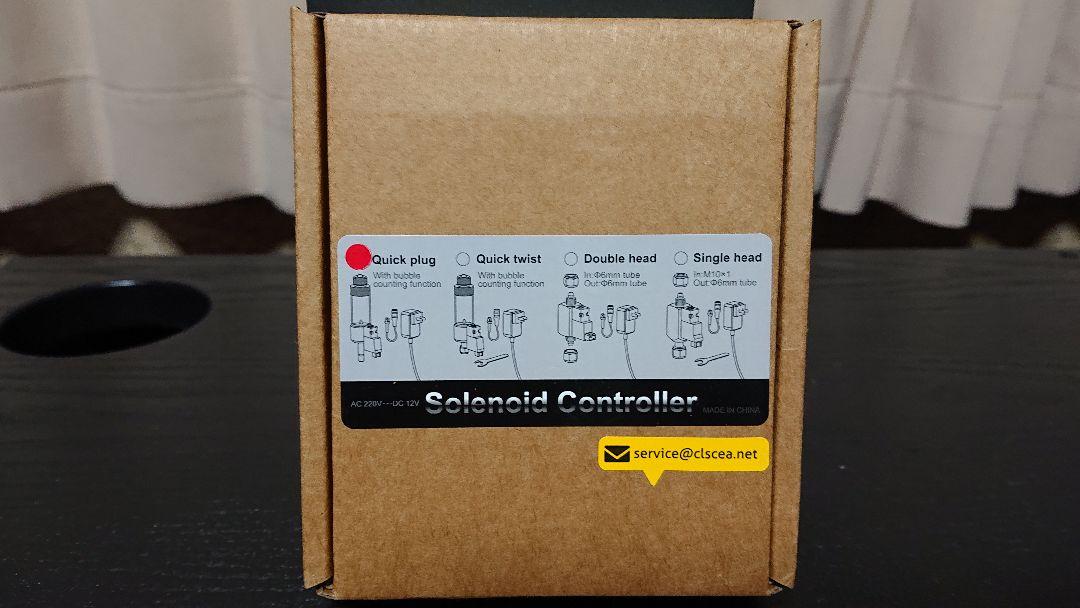 Quick plug
With bubble
counting function
Quick twist
With bubble
counting function
Double head
In:Φ6mm tube
Out:Φ6mm tube
Single head
In:M10×1
Out:Φ6mm tube
AC 220V---DC 12V
Solenoid Controller
MADE IN CHINA
service@clscea.net